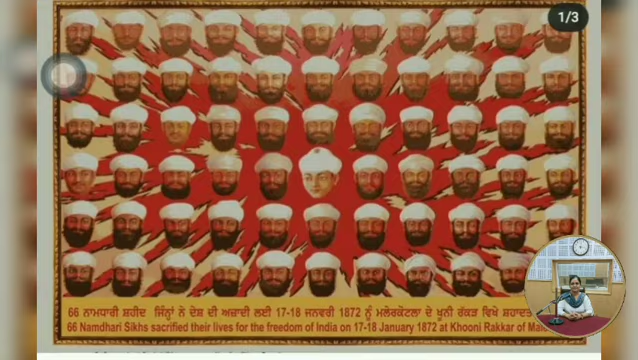 1/3
66 ਨਾਮਧਾਰੀ ਸ਼ਹੀਦ ਜਿੰਨ੍ਹਾਂ ਨੇ ਦੇਸ਼ ਦੀ ਅਜ਼ਾਦੀ ਲਈ 17-18 ਜਨਵਰੀ 1872 ਨੂੰ ਮਲੇਰਕੋਟਲਾ ਦੇ ਖੂਨੀ ਰੱਕੜ ਵਿਖੇ
66 Namdhari Sikhs sacrified their lives for the freedom of India on 17-18 January 1872 at Khooni Rakkar of